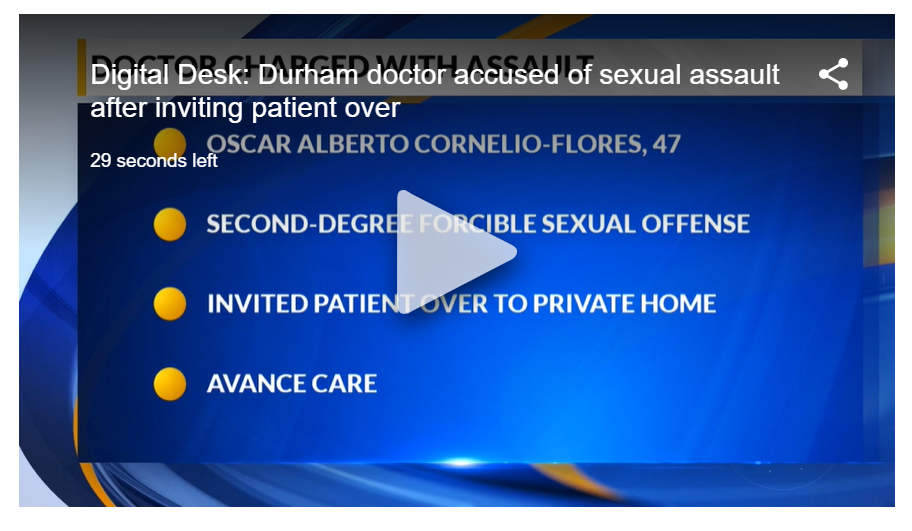 DOCTOR CHARGED WITH ASSAULT
Digital Desk: Durham doctor accused of sexual assault
after inviting patient over
OSCAR ALBERTO CORNELIO-FLORES, 47
29 seconds left
SECOND-DEGREE FORCIBLE SEXUAL OFFENSE
INVITED PATIENT OVER TO PRIVATE HOME
AVANCE CARE